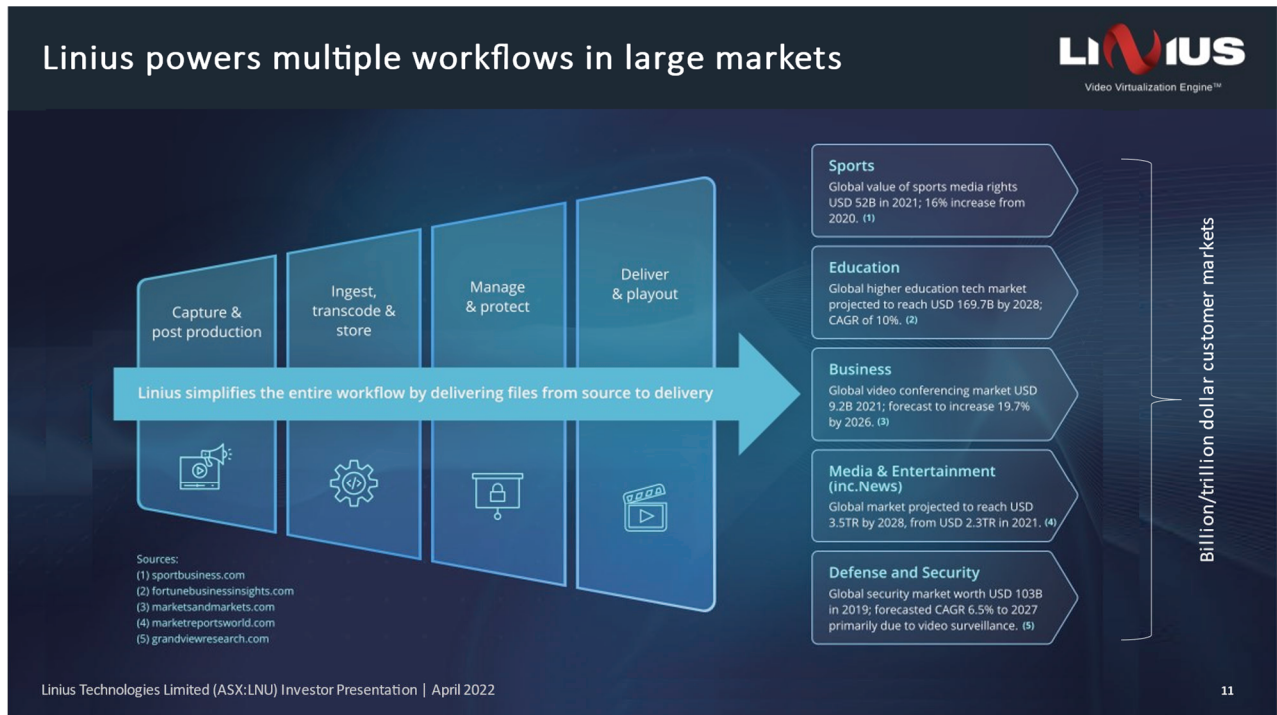 Linius powers multiple workflows in large markets
LINIUS
Video Virtualization Engine™
Capture &
post production
Ingest,
transcode &
store
Manage
& protect
Deliver
& playout
Linius simplifies the entire workflow by delivering files from source to delivery
Sports
Global value of sports media rights
USD 52B in 2021; 16% increase from
2020. (1)
Education
Global higher education tech market
projected to reach USD 169.7B by 2028;
CAGR of 10%. (2)
Business
Global video conferencing market USD
9.2B 2021; forecast to increase 19.7%
by 2026. (3)
Media & Entertainment
(inc.News)
Global market projected to reach USD
3.5TR by 2028, from USD 2.3TR in 2021. (4)
Defense and Security
Global security market worth USD 103B
in 2019; forecasted CAGR 6.5% to 2027
primarily due to video surveillance. (5)
Billion/trillion dollar customer markets
Sources:
(1) sportbusiness.com
(2) fortunebusinessinsights.com
(3) marketsandmarkets.com
(4) marketreportsworld.com
(5) grandviewresearch.com
Linius Technologies Limited (ASX:LNU) Investor Presentation | April 2022
11